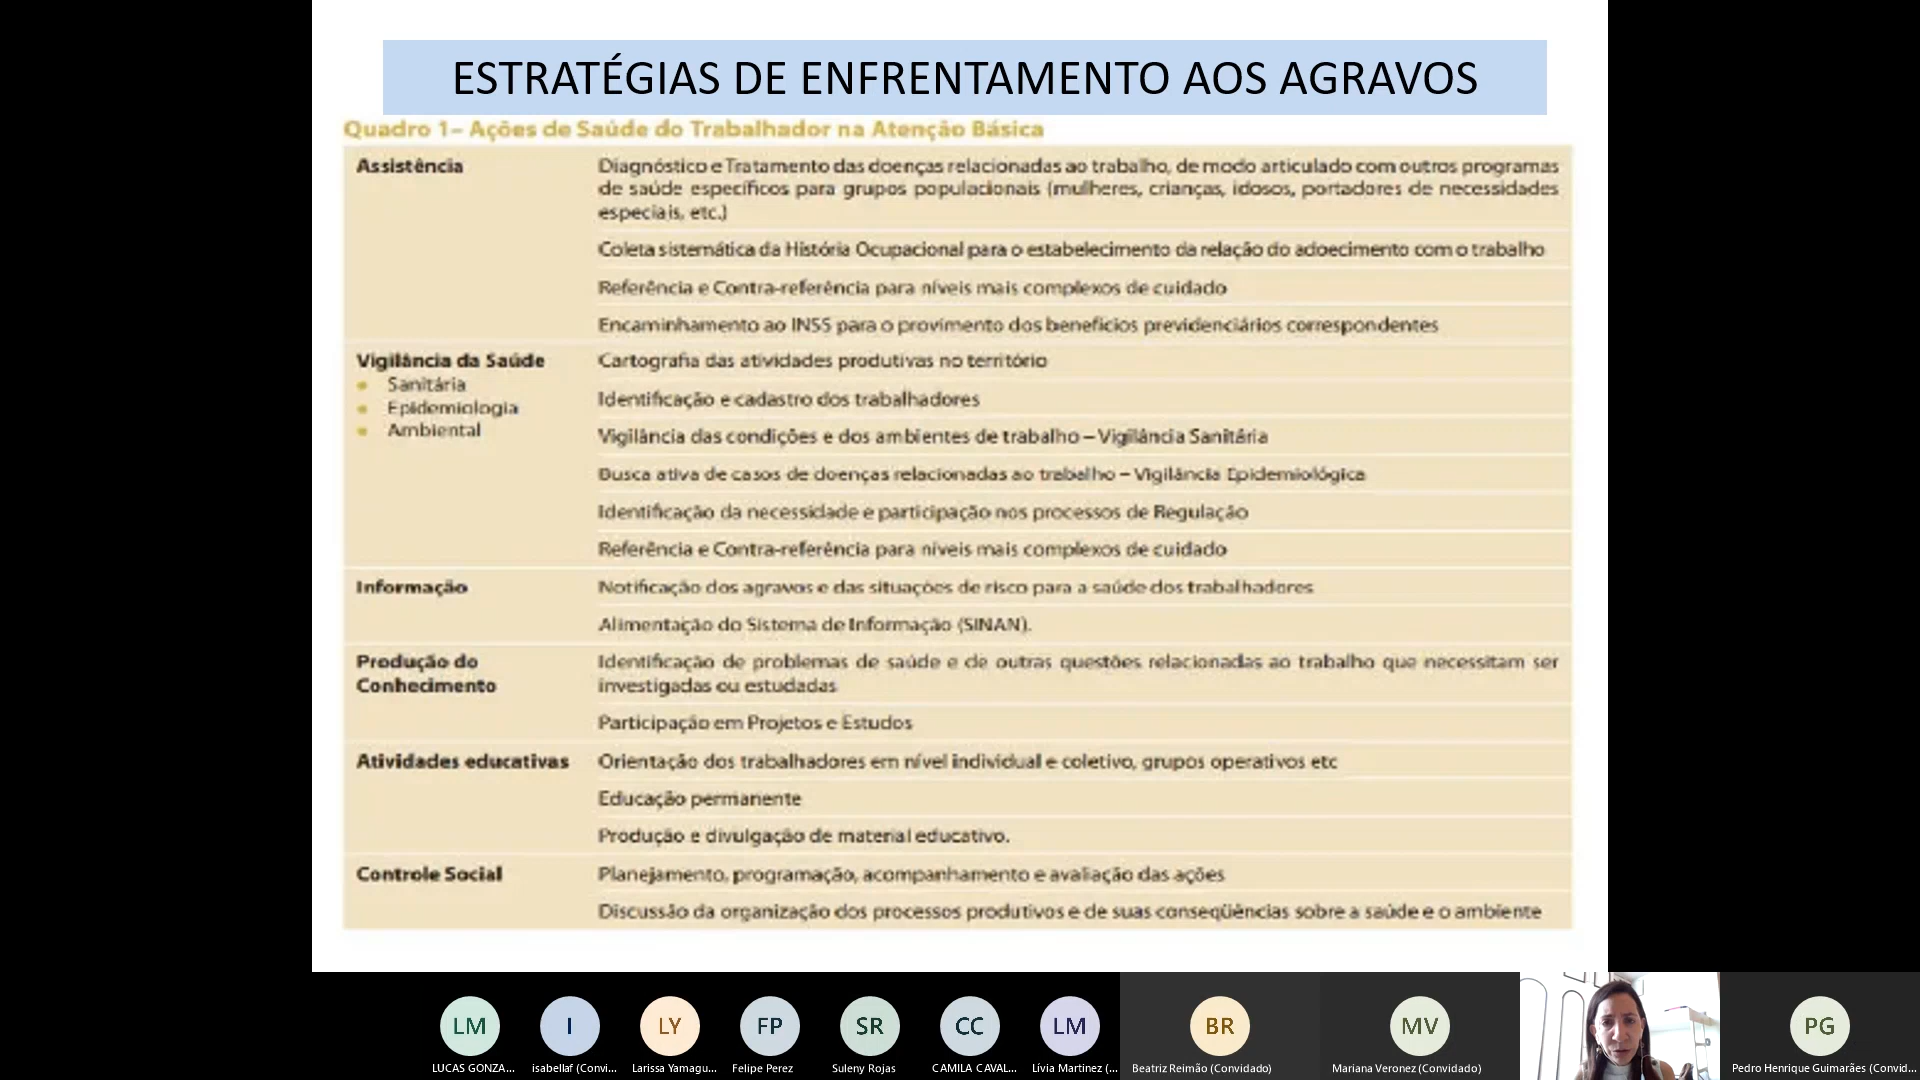 ESTRATÉGIAS DE ENFRENTAMENTO AOS AGRAVOS
Quadro 1– Ações de Saúde do Trabalhador na Atenção Básica
Assistência
Diagnóstico e Tratamento das doenças relacionadas ao trabalho, de modo articulado com outros programas
de saúde específicos para grupos populacionais (mulheres, crianças, idosos, portadores de necessidades
especiais, etc.)
Coleta sistemática da História Ocupacional para o estabelecimento da relação do adoecimento com o trabalho
Referência e Contra-referência para níveis mais complexos de cuidado
Encaminhamento ao INSS para o provimento dos benefícios previdenciários correspondentes
Vigilância da Saúde
• Sanitária
• Epidemiologia
• Ambiental
Cartografia das atividades produtivas no território
Identificação e cadastro dos trabalhadores
Vigilância das condições e dos ambientes de trabalho – Vigilância Sanitária
Busca ativa de casos de doenças relacionadas ao trabalho – Vigilância Epidemiológica
Identificação da necessidade e participação nos processos de Regulação
Referência e Contra-referência para níveis mais complexos de cuidado
Informação
Notificação dos agravos e das situações de risco para a saúde dos trabalhadores
Alimentação do Sistema de Informação (SINAN).
Produção do
Conhecimento
Identificação de problemas de saúde e de outras questões relacionadas ao trabalho que necessitam ser
investigadas ou estudadas
Participação em Projetos e Estudos
Atividades educativas
Orientação dos trabalhadores em nível individual e coletivo, grupos operativos etc
Educação permanente
Produção e divulgação de material educativo.
Controle Social
Planejamento, programação, acompanhamento e avaliação das ações
Discussão da organização dos processos produtivos e de suas conseqüências sobre a saúde e o ambiente
LM I LY FP SR CC LM BR MV PG
LUCAS GONZA... isabellaf (Convi... Larissa Yamagu... Felipe Perez Suleny Rojas CAMILA CAVAL... Lívia Martinez (... Beatriz Reimão (Convidado) Mariana Veronez (Convidado) Pedro Henrique Guimarães (Convid...